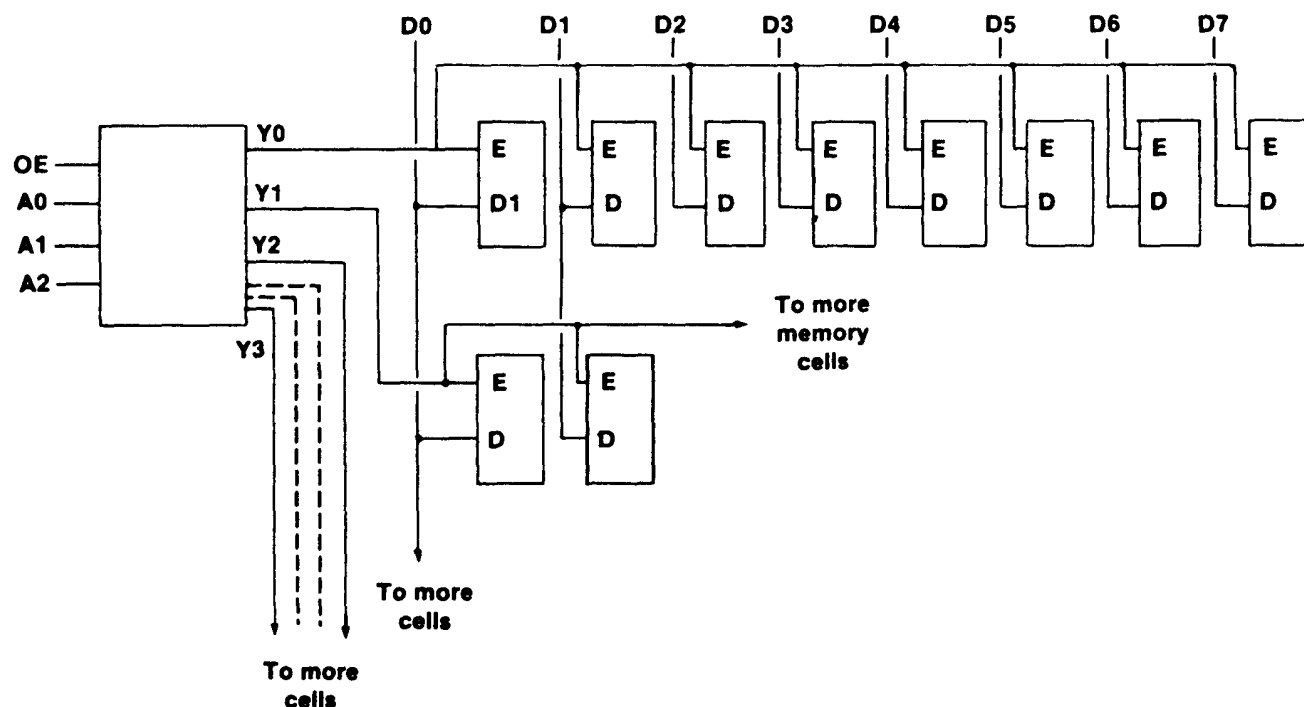 D0 D1 D2 D3 D4 D5 D6 D7
Y0
OE
A0
A1
A2
Y1
Y2
Y3
E E E E E E E E
D1 D D D D D D D
To more
memory
cells
E E
D D
To more
cells
To more
cells